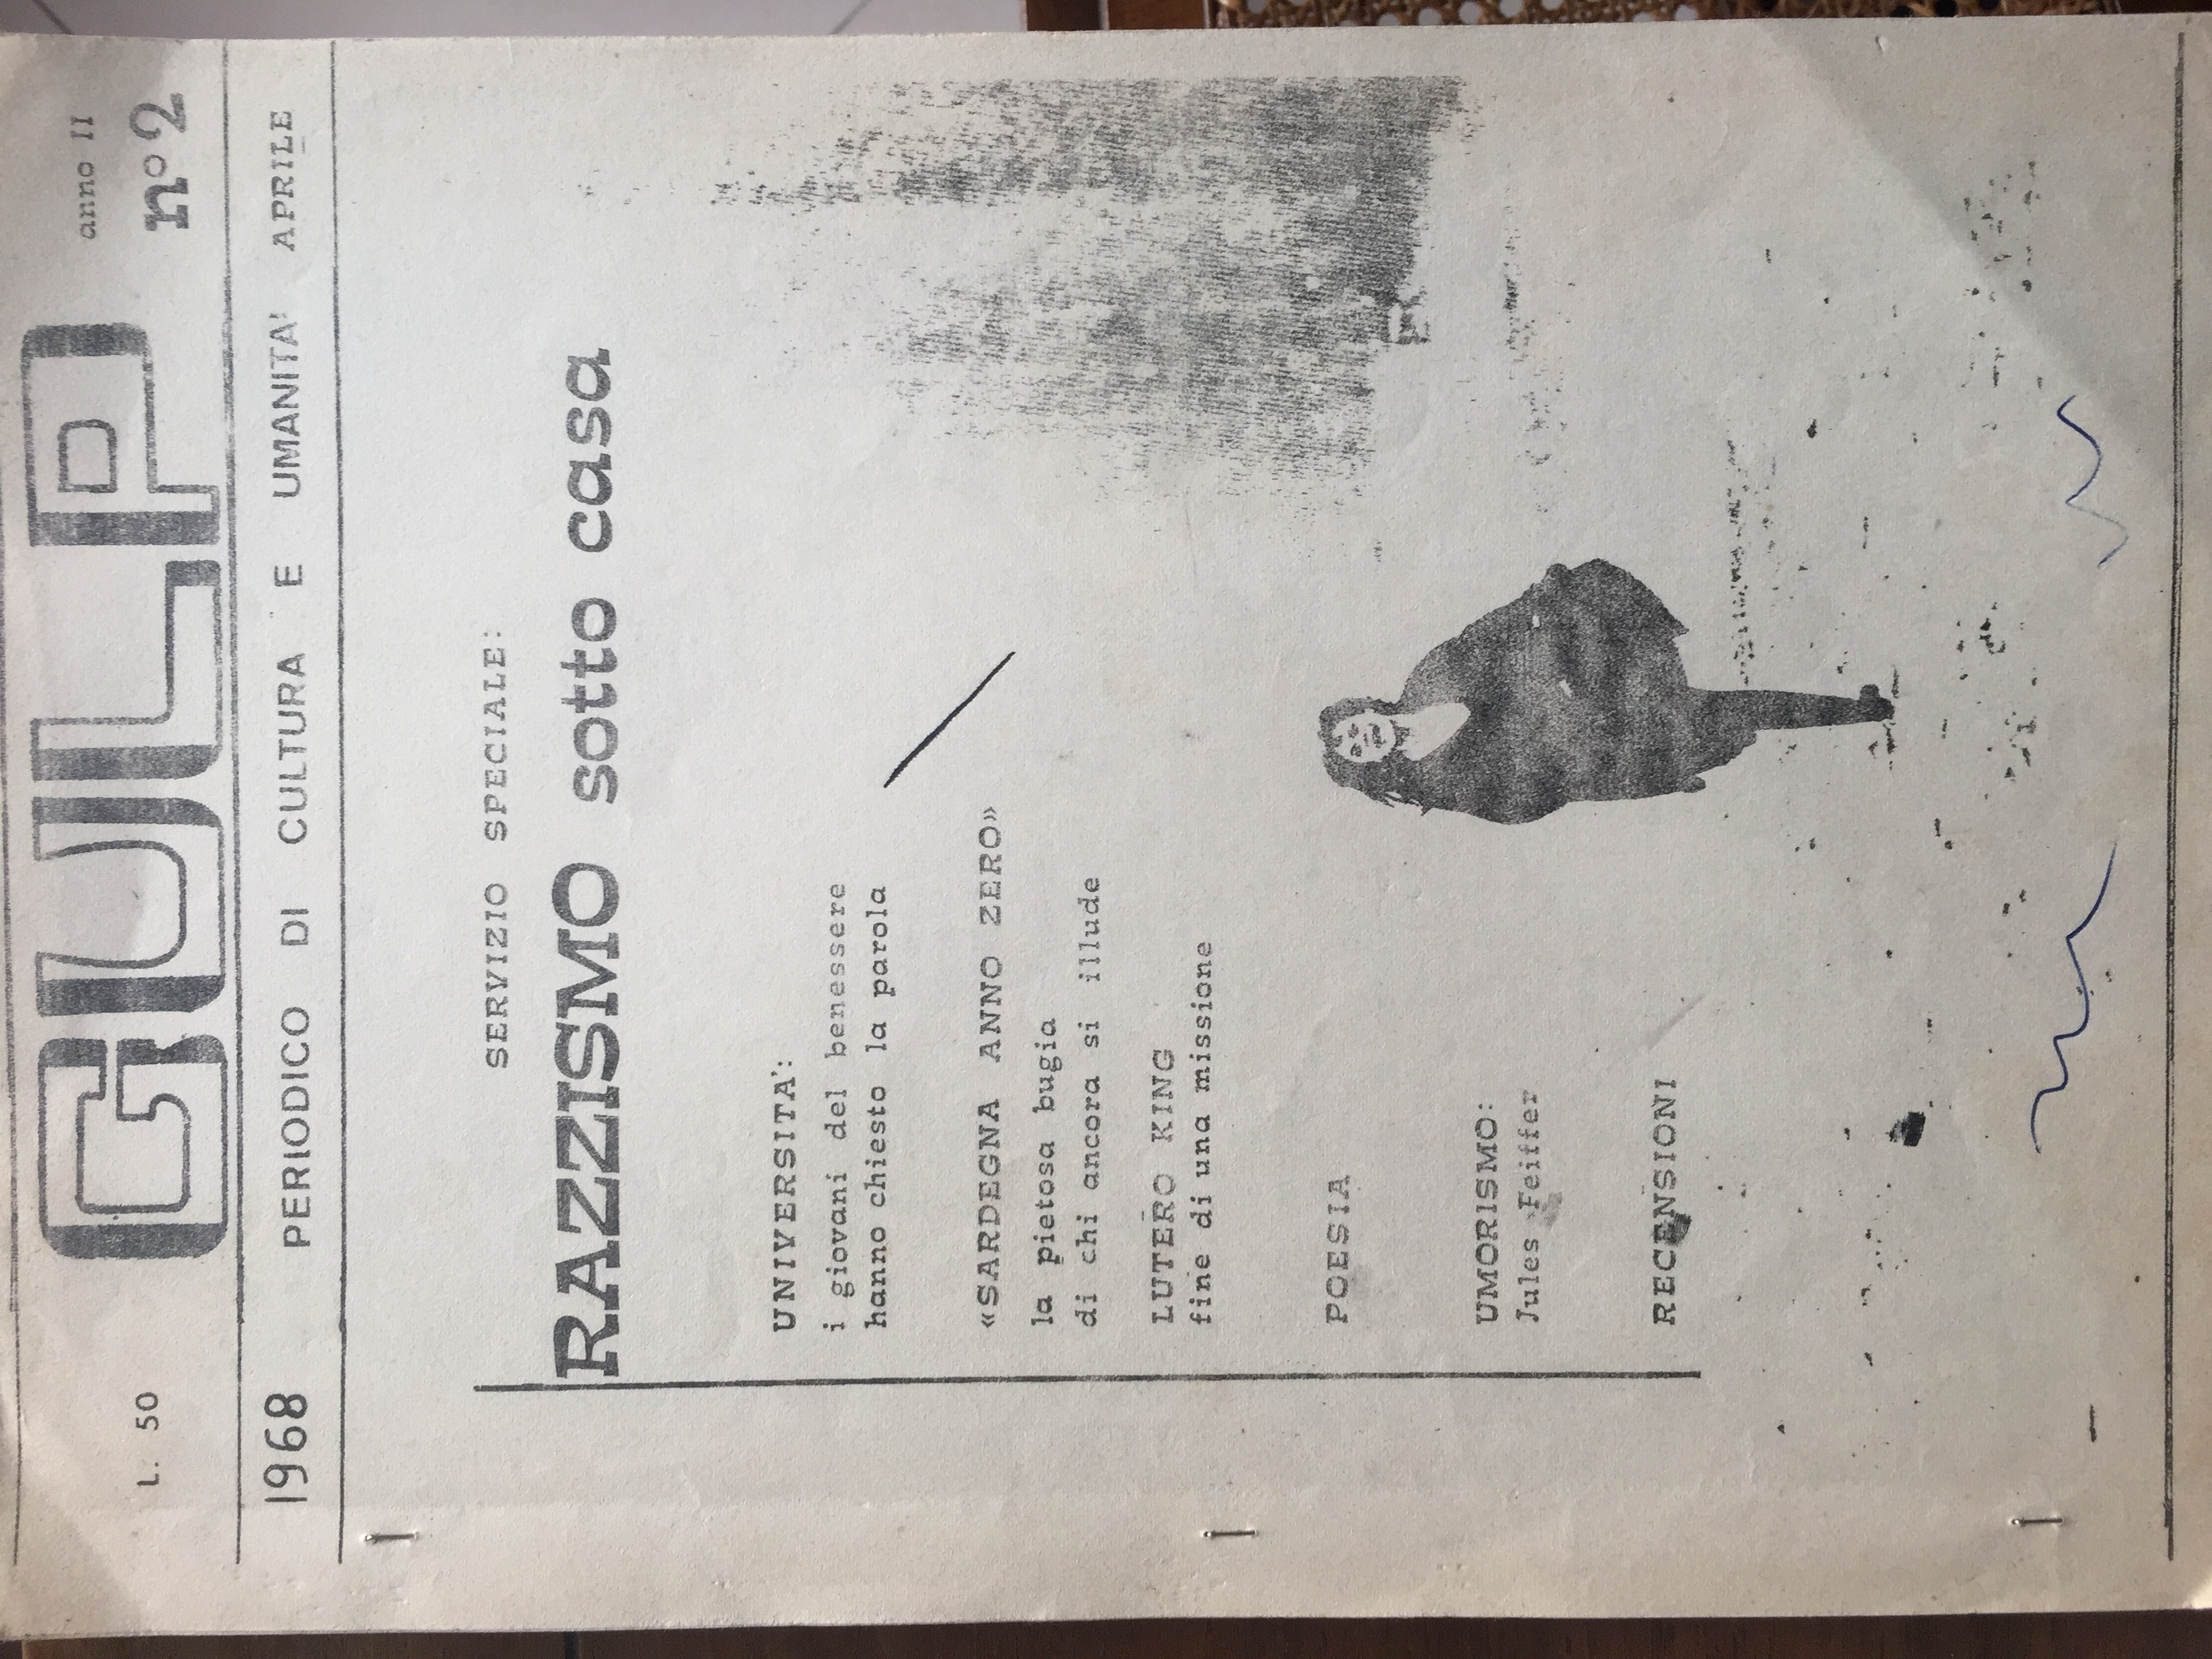 GULP
anno II
L. 50
n° 2
1968 PERIODICO DI CULTURA E UMANITA' APRILE
SERVIZIO SPECIALE:
RAZZISMO sotto casa
UNIVERSITA':
i giovani del benessere
hanno chiesto la parola
«SARDEGNA ANNO ZERO»
la pietosa bugia
di chi ancora si illude
LUTERO KING
fine di una missione
POESIA
UMORISMO:
Jules Feiffer
RECENSIONI